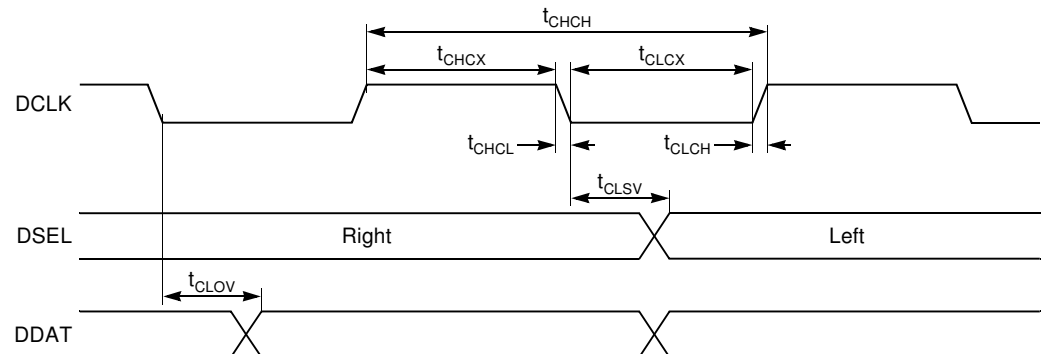 tCHCH
tCHCX
tCLCX
DCLK
tCHCL
tCLCH
tCLSV
DSEL
Right
Left
tCLOV
DDAT